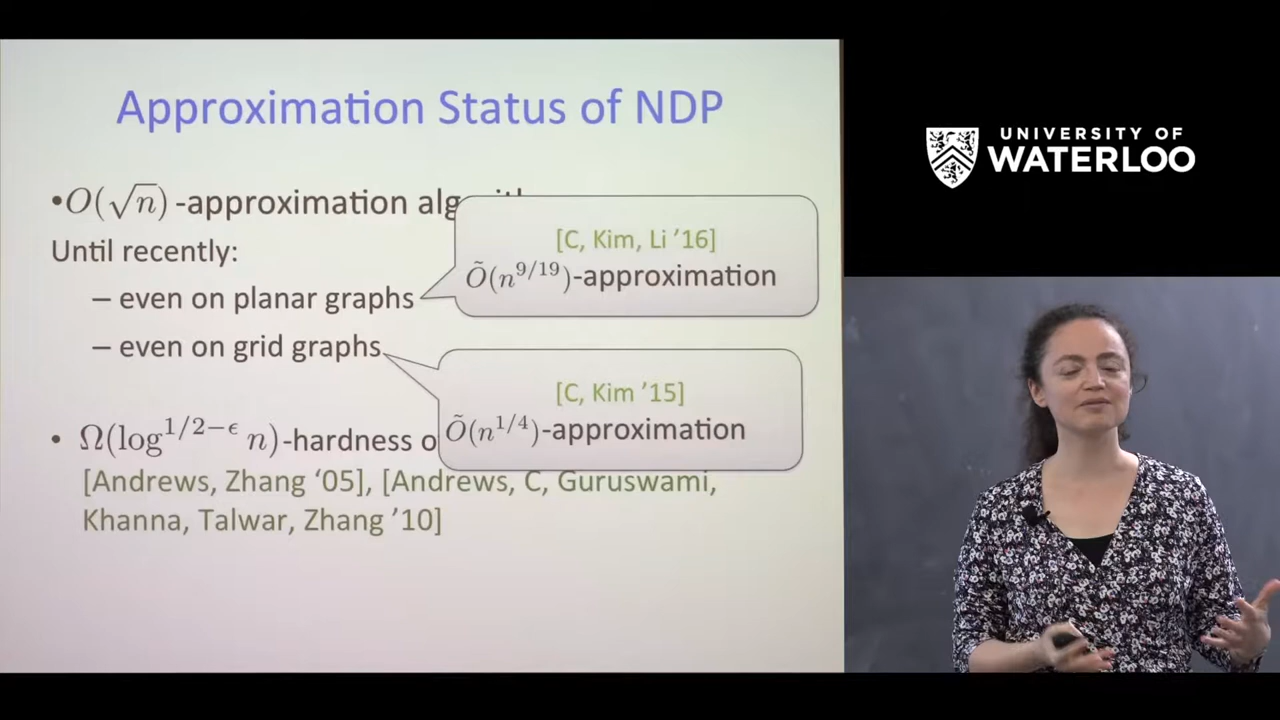 Approximation Status of NDP
•O(√n) -approximation
Until recently:
[C, Kim, Li ’16]
Õ(n^{9/19})-approximation
– even on planar graphs
– even on grid graphs
[C, Kim ’15]
Õ(n^{1/4})-approximation
• Ω(log^{1/2−ϵ} n)-hardness
[Andrews, Zhang ‘05], [Andrews, C, Guruswami,
Khanna, Talwar, Zhang ’10]
UNIVERSITY OF
WATERLOO